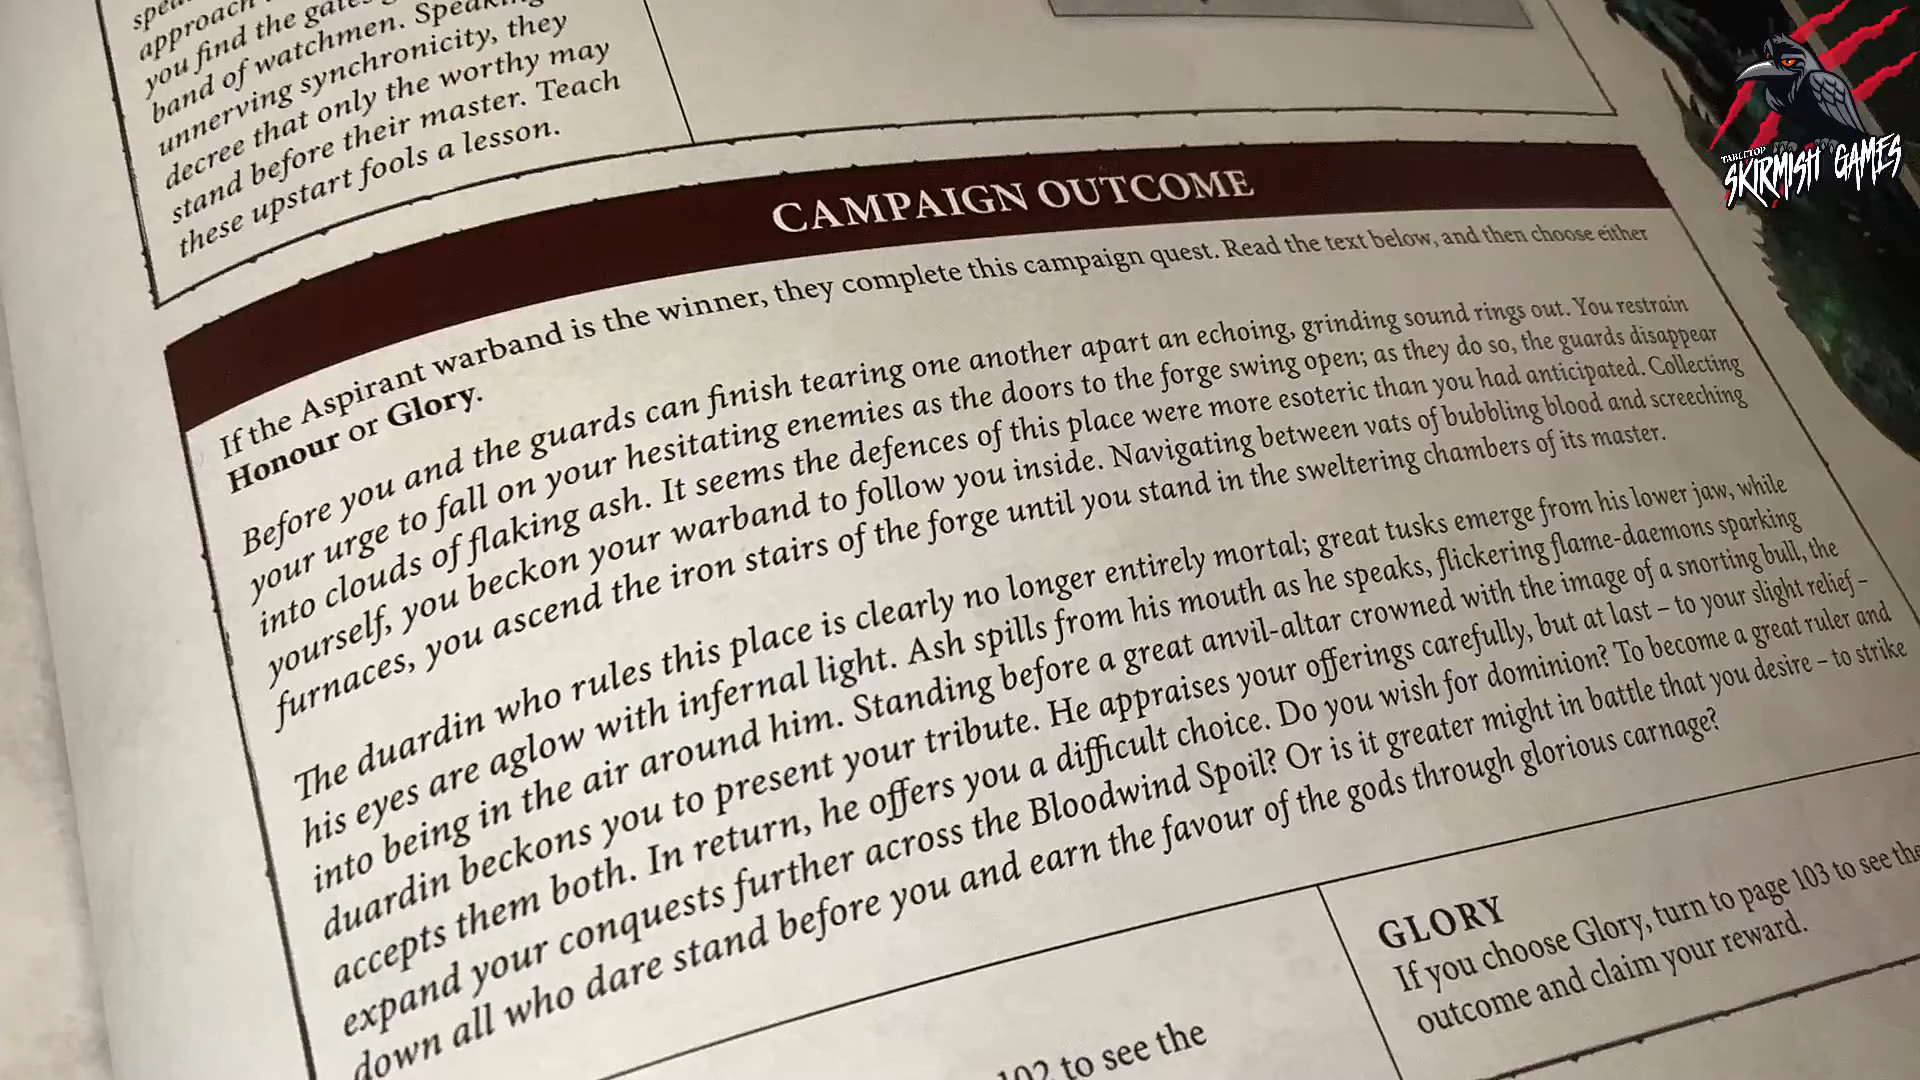 approach
you find the gates
band of watchmen. Speaking
unnerving synchronicity, they
decree that only the worthy may
stand before their master. Teach
these upstart fools a lesson.
TABLETOP
SKIRMISH GAMES
CAMPAIGN OUTCOME
If the Aspirant warband is the winner, they complete this campaign quest. Read the text below, and then choose either
Honour or Glory.
Before you and the guards can finish tearing one another apart an echoing, grinding sound rings out. You restrain
your urge to fall on your hesitating enemies as the doors to the forge swing open; as they do so, the guards disappear
into clouds of flaking ash. It seems the defences of this place were more esoteric than you had anticipated. Collecting
yourself, you beckon your warband to follow you inside. Navigating between vats of bubbling blood and screeching
furnaces, you ascend the iron stairs of the forge until you stand in the sweltering chambers of its master.
The duardin who rules this place is clearly no longer entirely mortal; great tusks emerge from his lower jaw, while
his eyes are aglow with infernal light. Ash spills from his mouth as he speaks, flickering flame-daemons sparking
into being in the air around him. Standing before a great anvil-altar crowned with the image of a snorting bull, the
duardin beckons you to present your tribute. He appraises your offerings carefully, but at last – to your slight relief –
accepts them both. In return, he offers you a difficult choice. Do you wish for dominion? To become a great ruler and
expand your conquests further across the Bloodwind Spoil? Or is it greater might in battle that you desire – to strike
down all who dare stand before you and earn the favour of the gods through glorious carnage?
102 to see the
GLORY
If you choose Glory, turn to page 103 to see the
outcome and claim your reward.